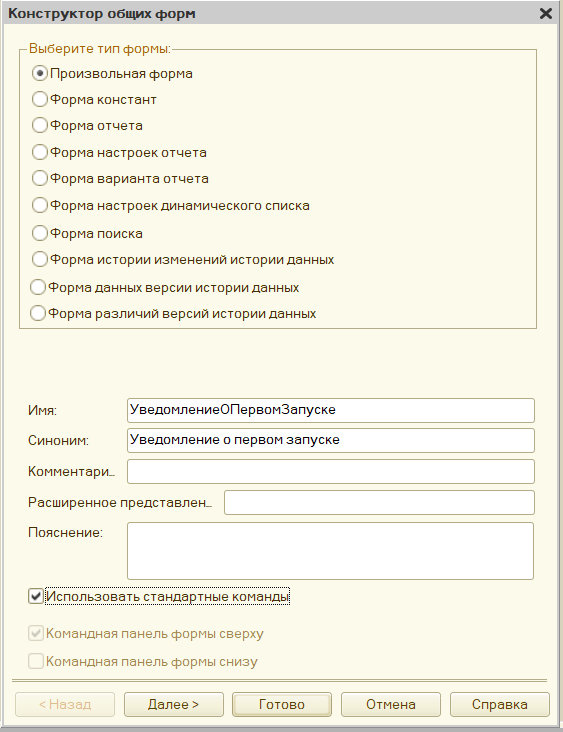 Конструктор общих форм
Выберите тип формы:
Произвольная форма
Форма констант
Форма отчета
Форма настроек отчета
Форма варианта отчета
Форма настроек динамического списка
Форма поиска
Форма истории изменений истории данных
Форма данных версии истории данных
Форма различий версий истории данных
Имя: УведомлениеОПервомЗапуске
Синоним: Уведомление о первом запуске
Комментари...
Расширенное представлен...
Пояснение:
Использовать стандартные команды
Командная панель формы сверху
Командная панель формы снизу
< Назад Далее > Готово Отмена Справка